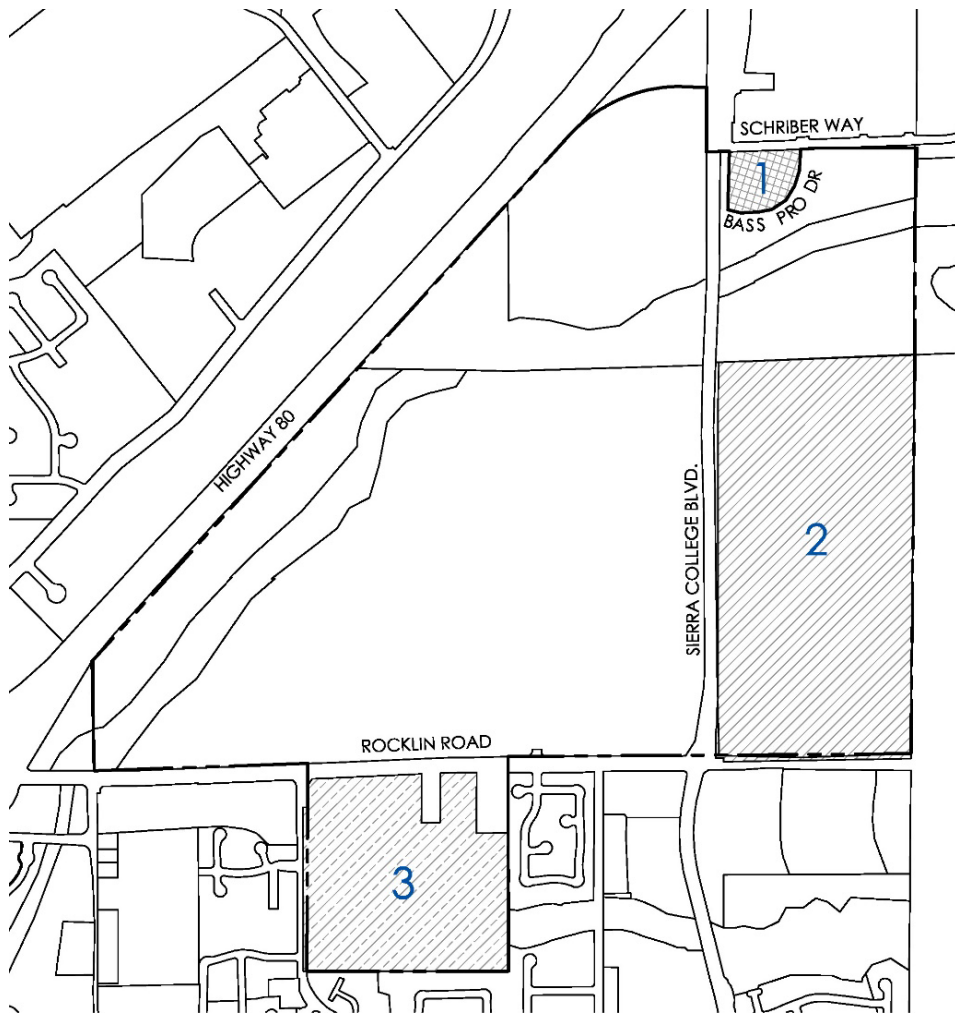 SCHRIBER WAY
1
BASS PRO DR
HIGHWAY 80
SIERRA COLLEGE BLVD.
2
ROCKLIN ROAD
3